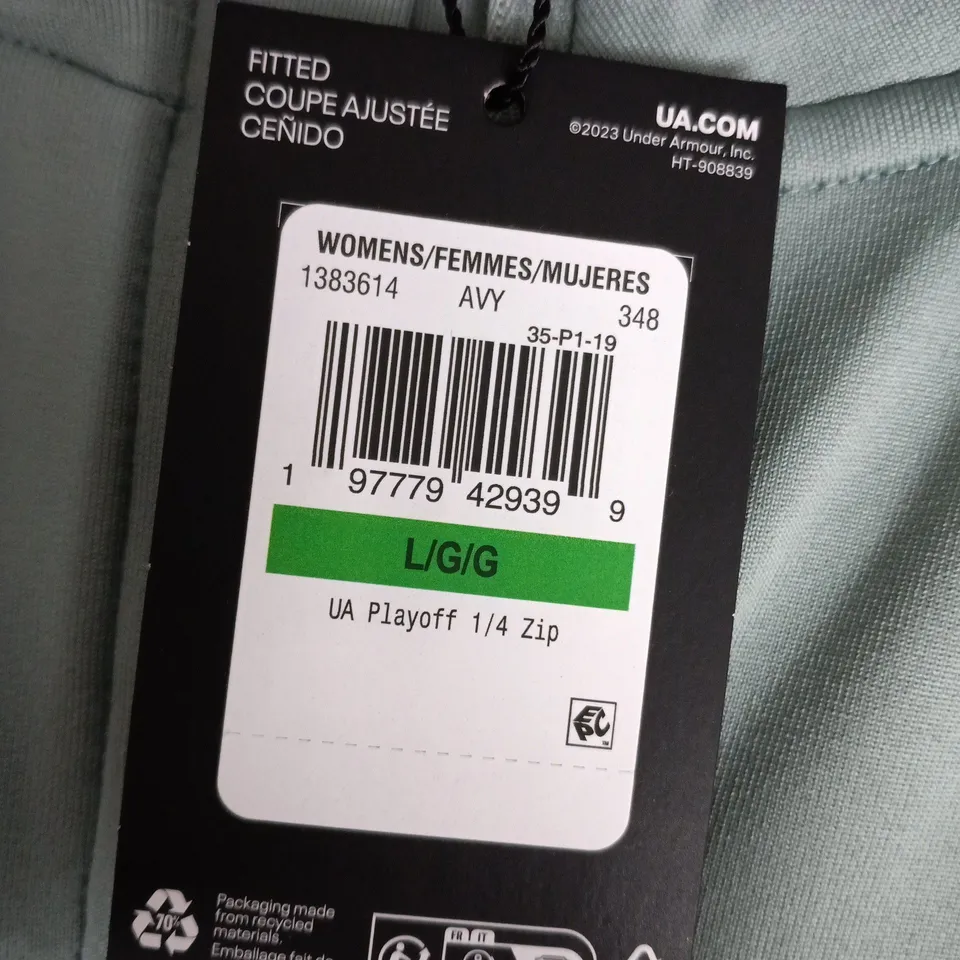 FITTED
COUPE AJUSTÉE
CEÑIDO
UA.COM
©2023 Under Armour, Inc.
HT-908839
WOMENS/FEMMES/MUJERES
1383614 AVY 348
35-P1-19
1 97779 42939 9
L/G/G
UA Playoff 1/4 Zip
EPC
70%
Packaging made
from recycled
materials.
Emballage fait de
FR IT